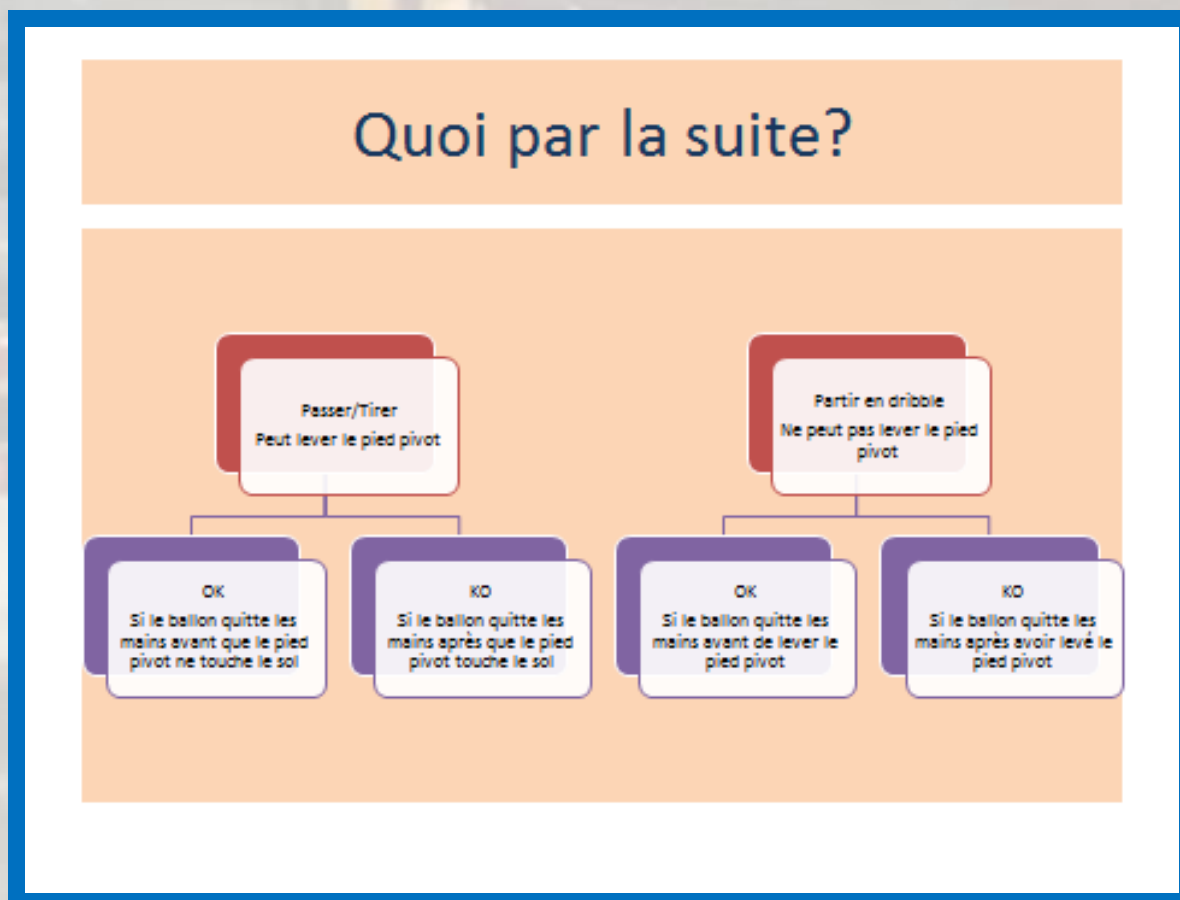 Quoi par la suite?
Passer/Tirer
Peut lever le pied pivot
Partir en dribble
Ne peut pas lever le pied
pivot
OK
Si le ballon quitte les
mains avant que le pied
pivot ne touche le sol
KO
Si le ballon quitte les
mains après que le pied
pivot touche le sol
OK
Si le ballon quitte les
mains avant de lever le
pied pivot
KO
Si le ballon quitte les
mains après avoir levé le
pied pivot